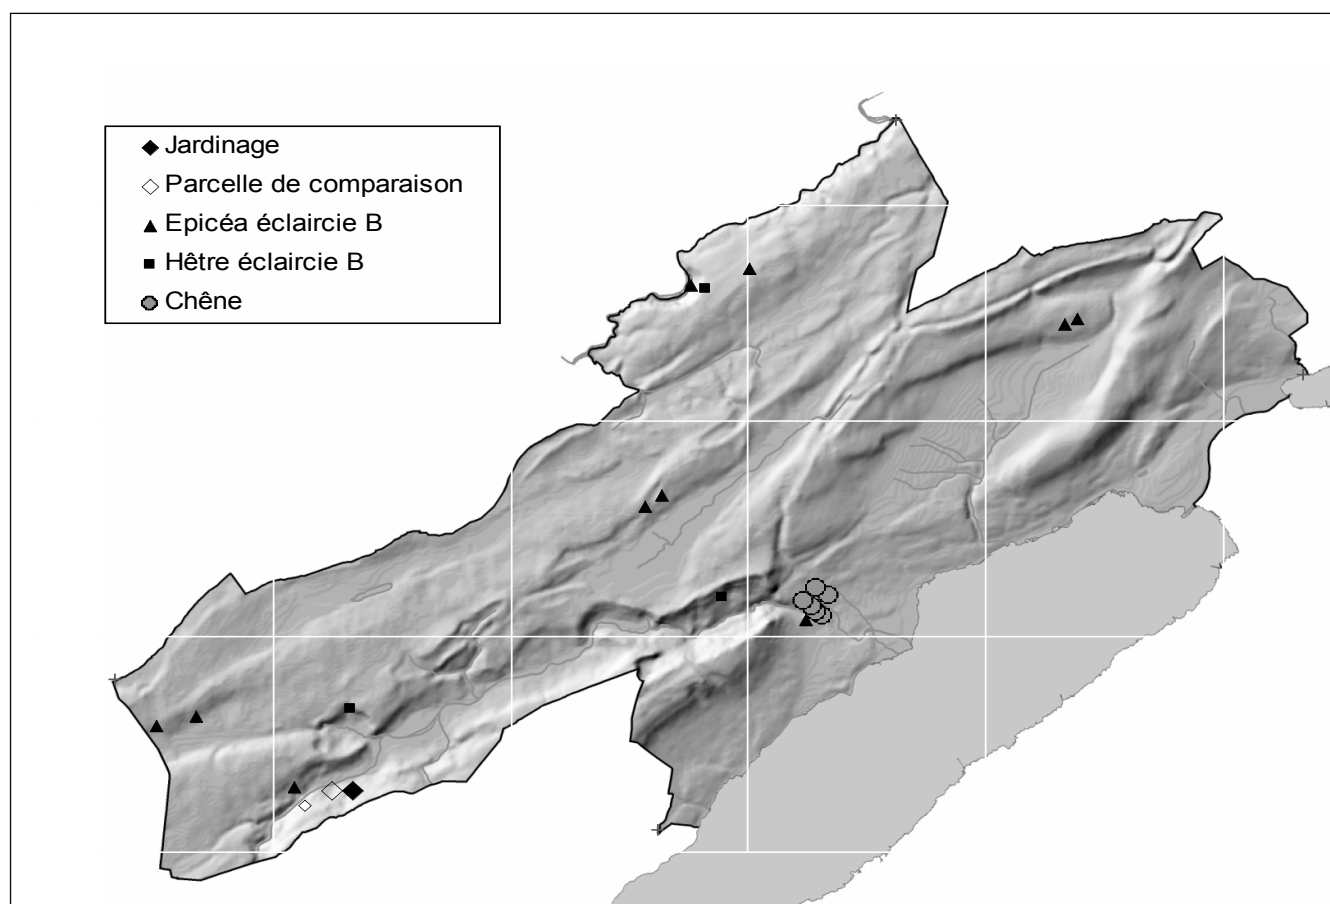 Jardinage
Parcelle de comparaison
Epicéa éclaircie B
Hêtre éclaircie B
Chêne